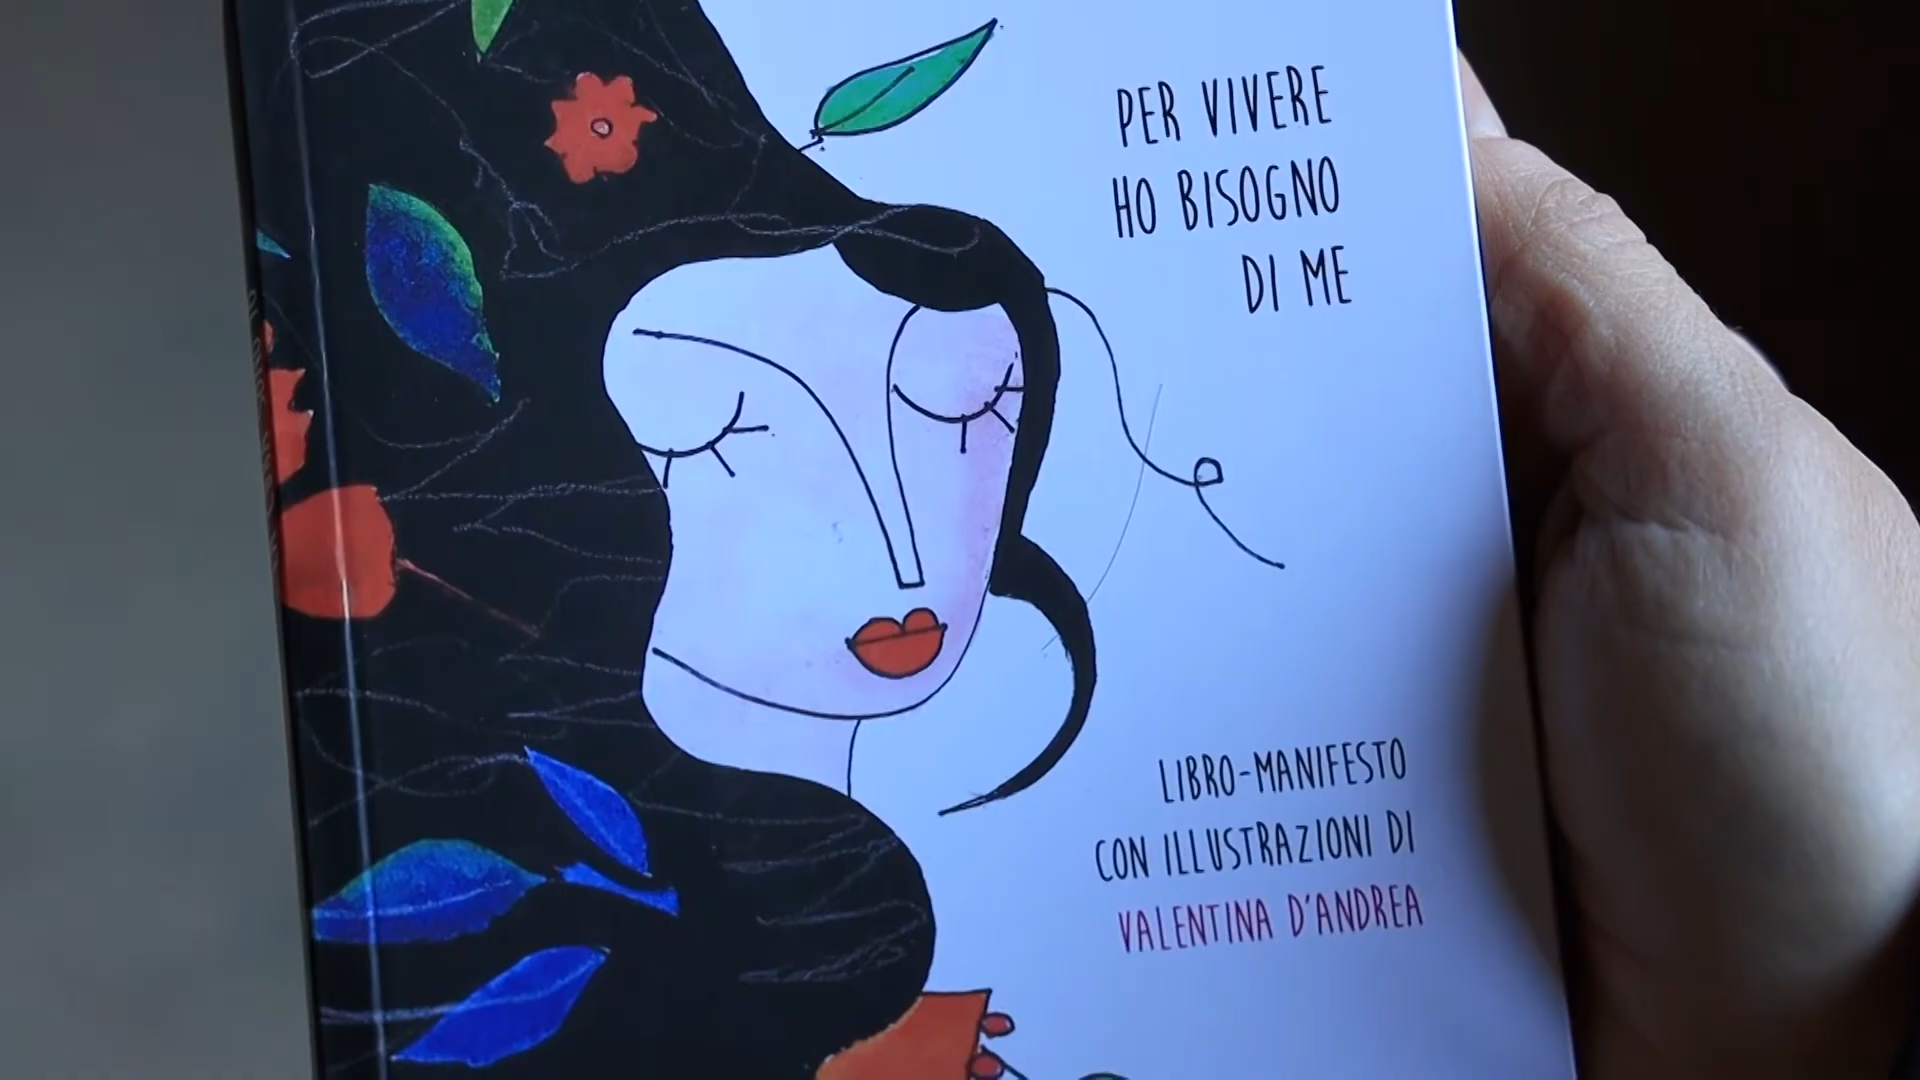 PER VIVERE
HO BISOGNO
DI ME
LIBRO-MANIFESTO
CON ILLUSTRAZIONI DI
VALENTINA D'ANDREA